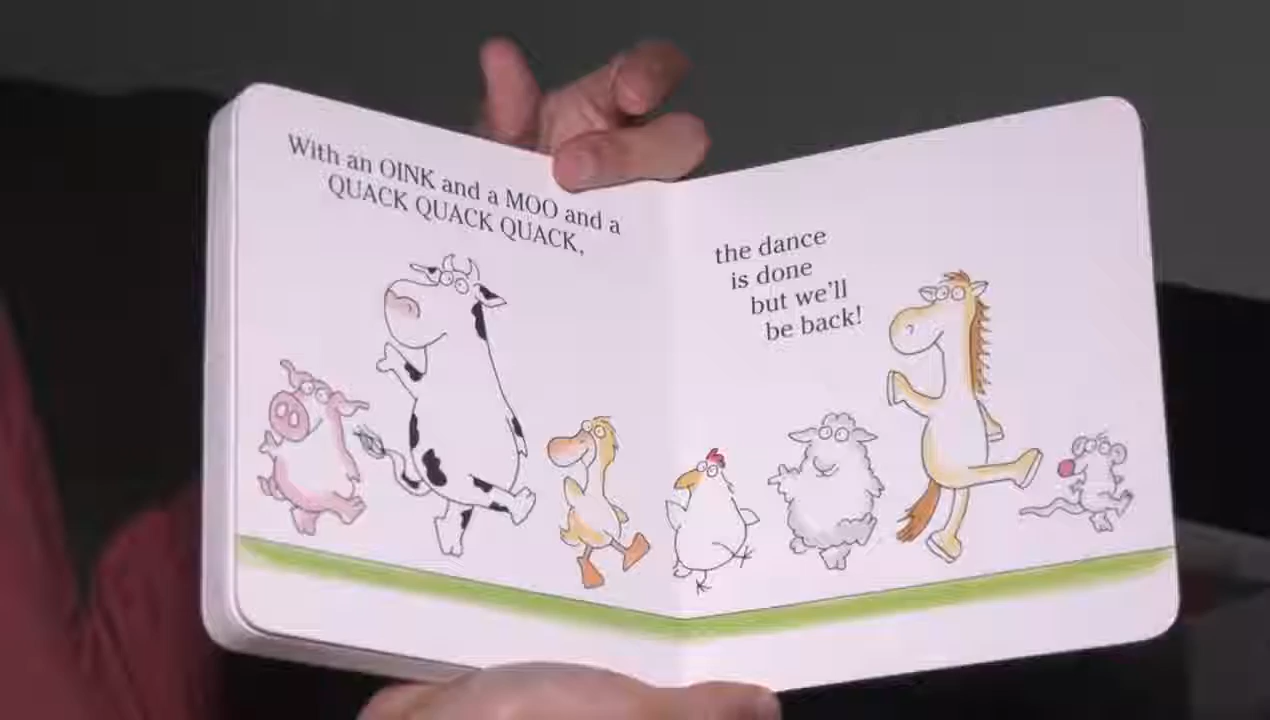 With an OINK and a MOO and a
QUACK QUACK QUACK,
the dance
is done
but we'll
be back!